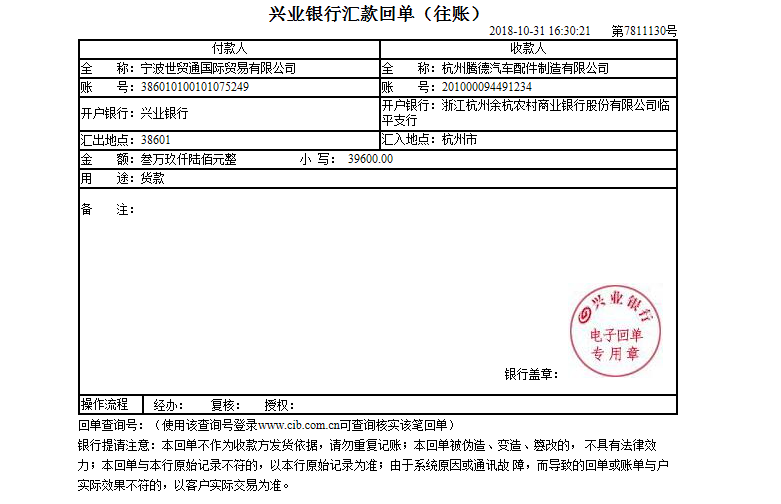 兴业银行汇款回单（往账）
2018-10-31 16:30:21 第7811130号
付款人 收款人
全 称：宁波世贸通国际贸易有限公司 全 称：杭州腾德汽车配件制造有限公司
账 号：386010100101075249 账 号：201000094491234
开户银行：兴业银行 开户银行：浙江杭州余杭农村商业银行股份有限公司临
平支行
汇出地点：38601 汇入地点：杭州市
金 额：叁万玖仟陆佰元整 小 写： 39600.00
用 途：货款
备 注：
兴业银行
电子回单
专用章
银行盖章：
操作流程 经办： 复核： 授权：
回单查询号：（使用该查询号登录www.cib.com.cn可查询核实该笔回单）
银行提请注意：本回单不作为收款方发货依据，请勿重复记账；本回单被伪造、变造、篡改的，不具有法律效
力；本回单与本行原始记录不符的，以本行原始记录为准；由于系统原因或通讯故 障，而导致的回单或账单与户
实际效果不符的，以客户实际交易为准。